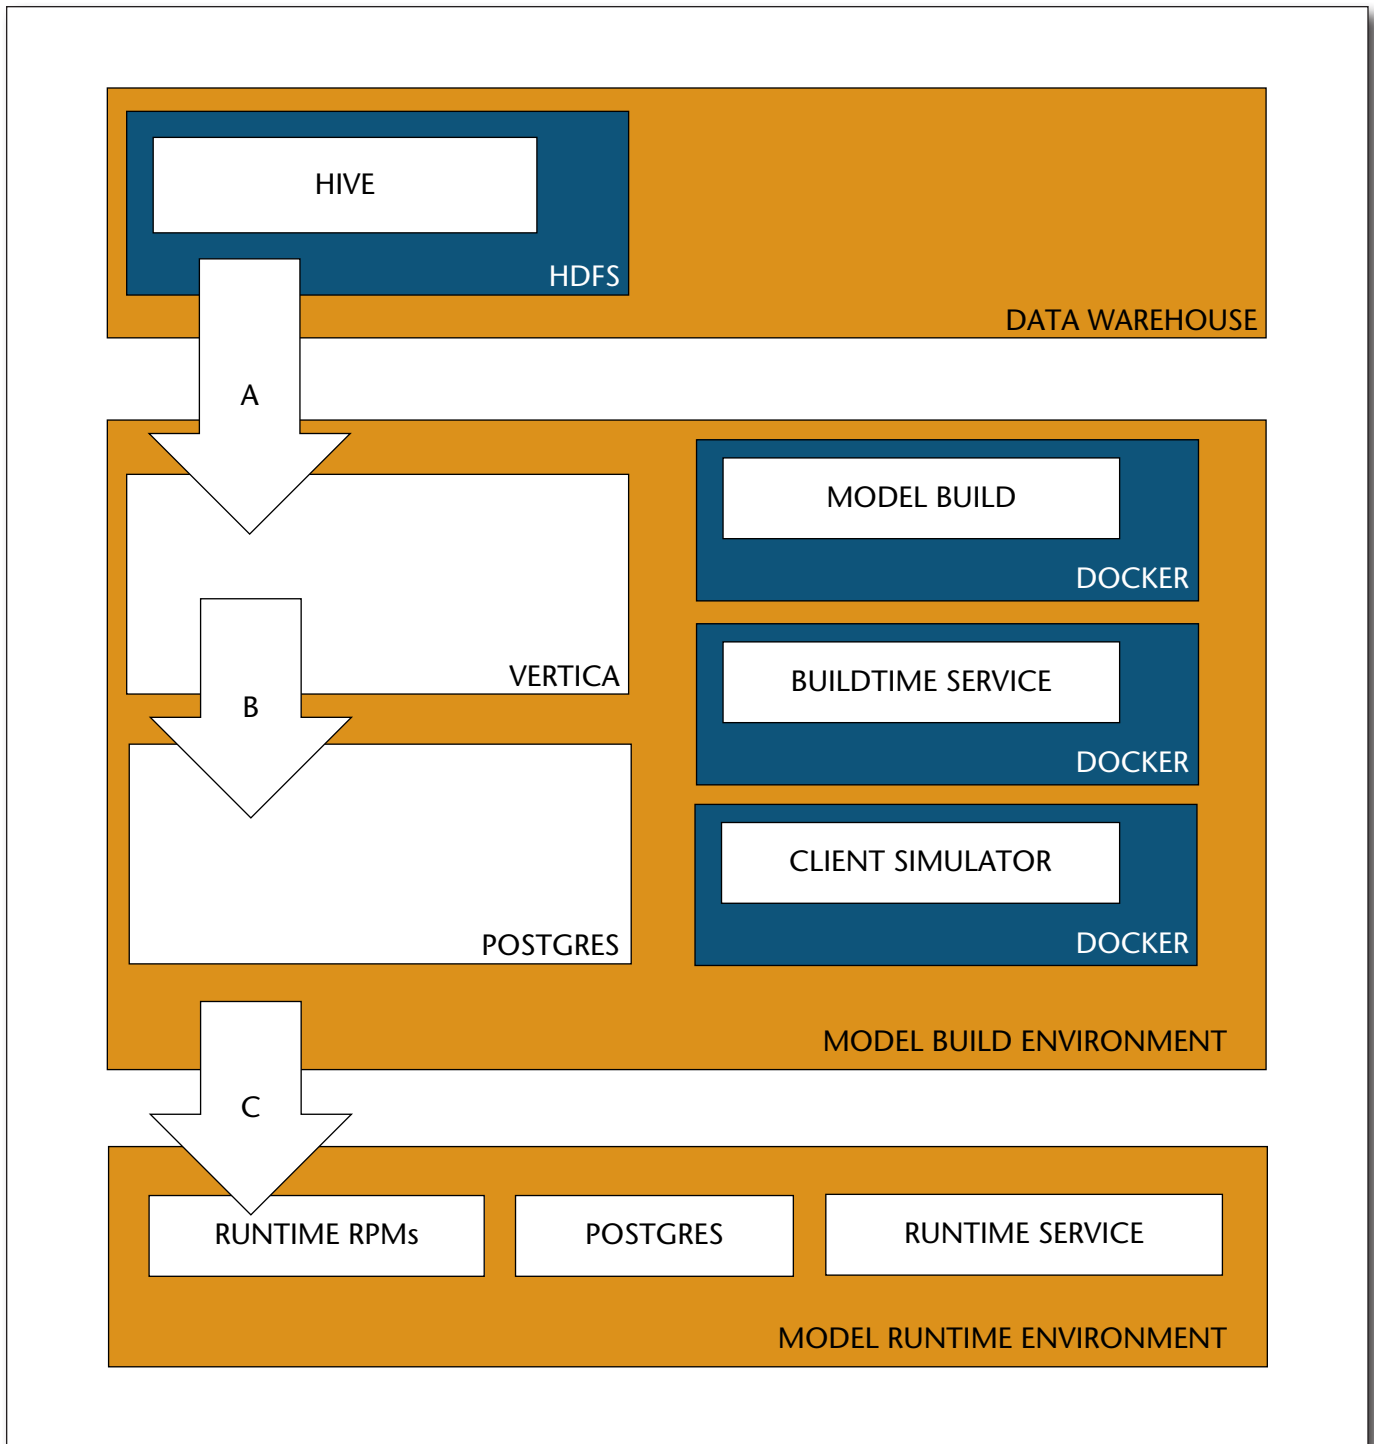 HIVE
HDFS
DATA WAREHOUSE
A
MODEL BUILD
DOCKER
VERTICA
BUILDTIME SERVICE
DOCKER
B
CLIENT SIMULATOR
DOCKER
POSTGRES
MODEL BUILD ENVIRONMENT
C
RUNTIME RPMs
POSTGRES
RUNTIME SERVICE
MODEL RUNTIME ENVIRONMENT